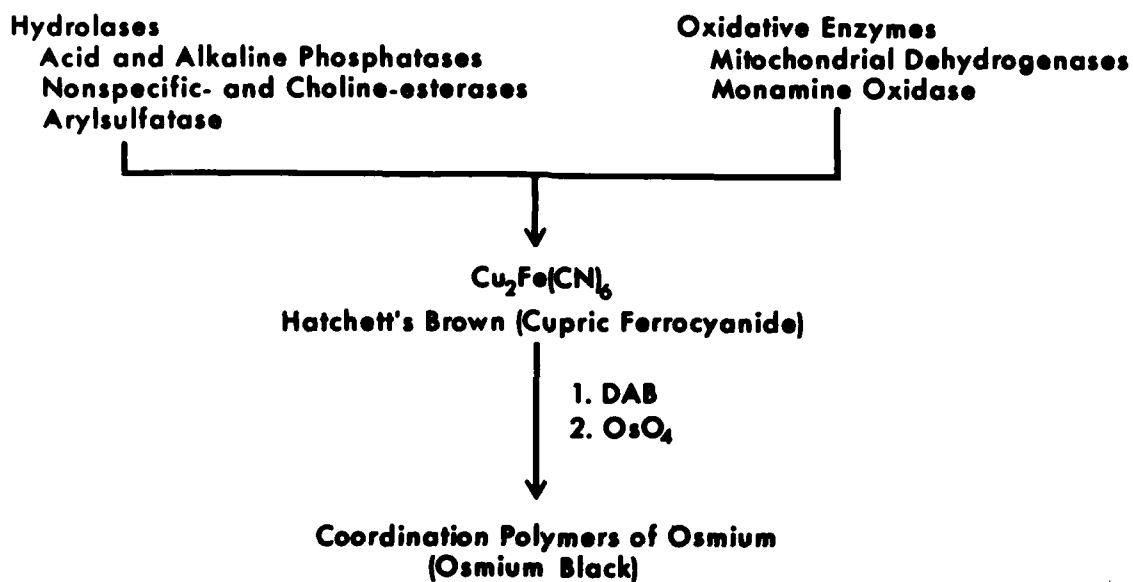 Hydrolases
Acid and Alkaline Phosphatases
Nonspecific- and Choline-esterases
Arylsulfatase
Oxidative Enzymes
Mitochondrial Dehydrogenases
Monamine Oxidase
Cu₂Fe(CN)₆
Hatchett's Brown (Cupric Ferrocyanide)
1. DAB
2. OsO₄
Coordination Polymers of Osmium
(Osmium Black)